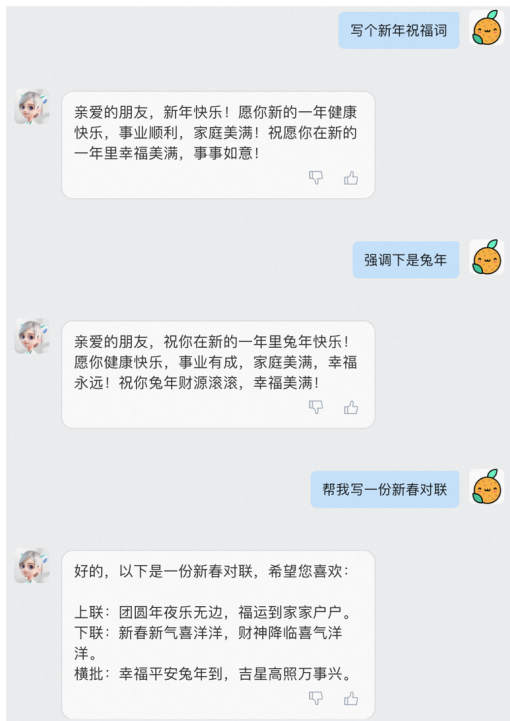 写个新年祝福词
亲爱的朋友，新年快乐！愿你新的一年健康
快乐，事业顺利，家庭美满！祝愿你在新的
一年里幸福美满，事事如意！
强调下是兔年
亲爱的朋友，祝你在新的一年里兔年快乐！
愿你健康快乐，事业有成，家庭美满，幸福
永远！祝你兔年财源滚滚，幸福美满！
帮我写一份新春对联
好的，以下是一份新春对联，希望您喜欢：
上联：团圆年夜乐无边，福运到家家户户。
下联：新春新气喜洋洋，财神降临喜气洋
洋。
横批：幸福平安兔年到，吉星高照万事兴。